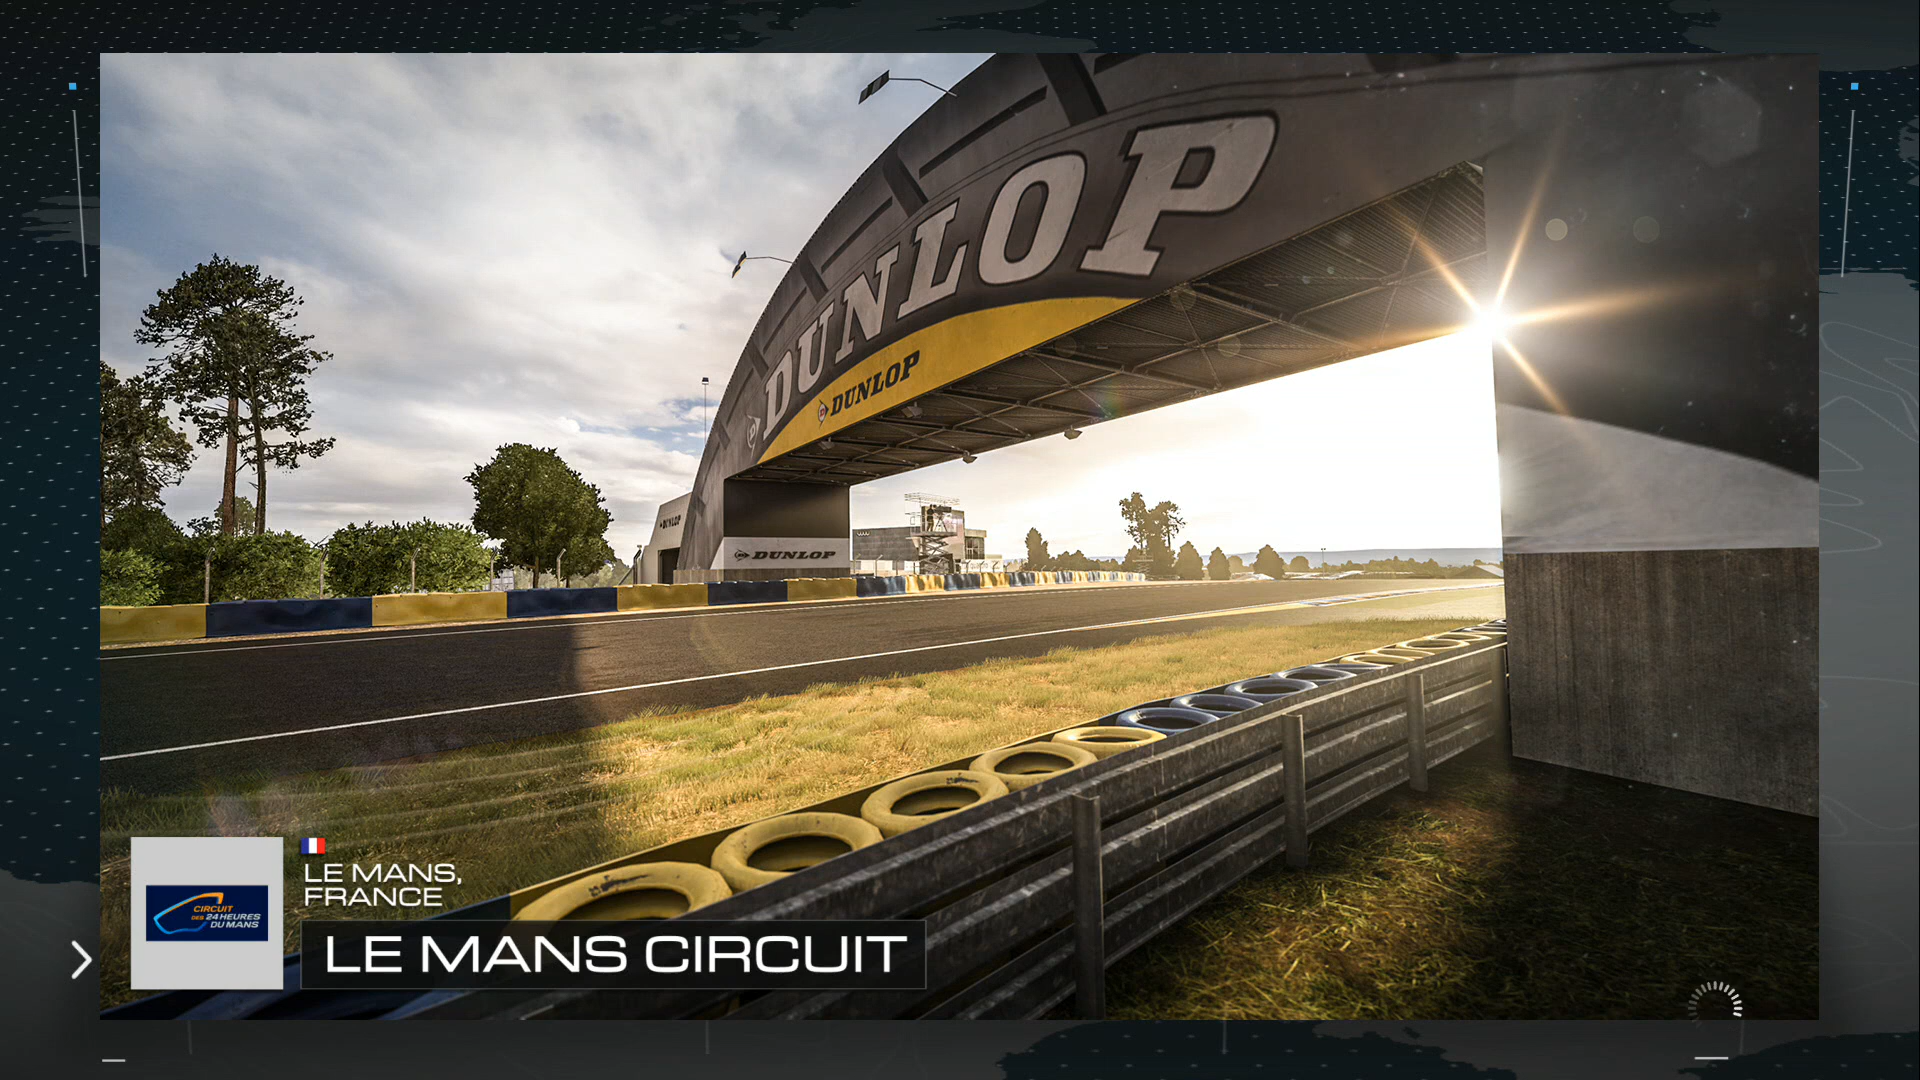 DUNLOP
DUNLOP
DUNLOP
DUNLOP
CIRCUIT
DES 24 HEURES
DU MANS
LE MANS,
FRANCE
LE MANS CIRCUIT